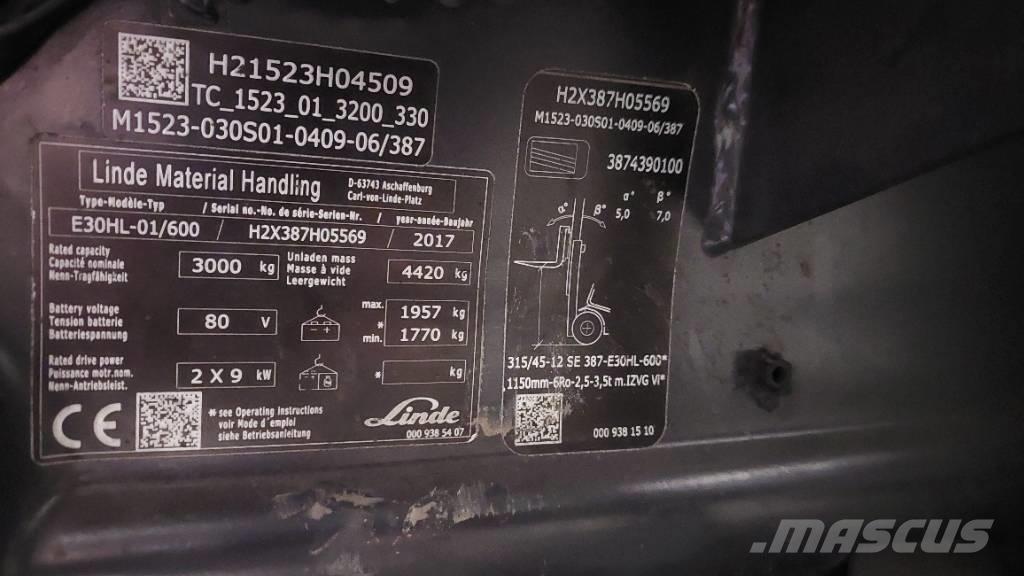 H21523H04509
TC_1523_01_3200_330
M1523-030S01-0409-06/387
Linde Material Handling
D-63743 Aschaffenburg
Carl-von-Linde-Platz
Type-Modèle-Typ / Serial no.-No. de série-Serien-Nr. / year-année-Baujahr
E30HL-01/600 / H2X387H05569 / 2017
Rated capacity
Capacité nominale
Nenn-Tragfähigkeit
3000 kg
Unladen mass
Masse à vide
Leergewicht
4420 kg
Battery voltage
Tension batterie
Batteriespannung
80 V
max. 1957 kg
*
min. 1770 kg
Rated drive power
Puissance motr.nom.
Nenn-Antriebsleist.
2 X 9 kW
* kg
CE
* see Operating Instructions
voir Mode d'emploi
siehe Betriebsanleitung
Linde
000 938 54 07
H2X387H05569
M1523-030S01-0409-06/387
3874390100
α° β°
5,0 7,0
α° β°
315/45-12 SE 387-E30HL-600*
1150mm-6Ro-2,5-3,5t m.IZVG VI*
000 938 15 10
.MASCUS